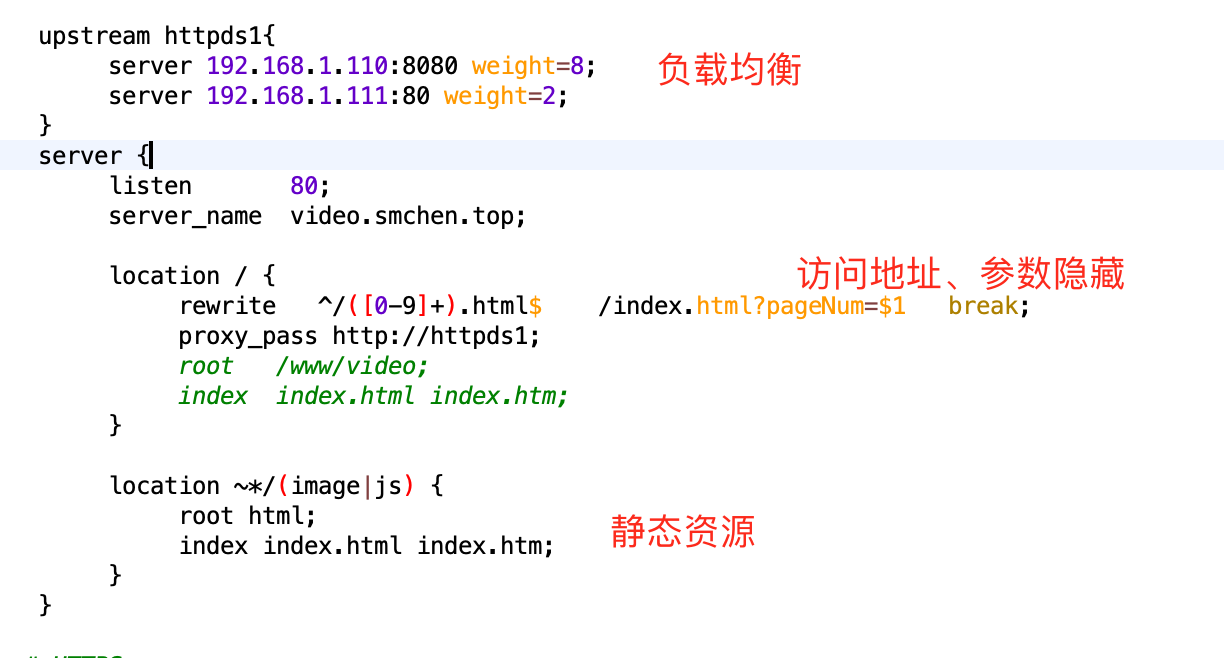 upstream httpds1{
server 192.168.1.110:8080 weight=8;
负载均衡
server 192.168.1.111:80 weight=2;
}
server {
listen 80;
server_name video.smchen.top;
location / {
访问地址、参数隐藏
rewrite ^/([0-9]+).html$ /index.html?pageNum=$1 break;
proxy_pass http://httpds1;
root /www/video;
index index.html index.htm;
}
location ~*/(image|js) {
root html;
静态资源
index index.html index.htm;
}
}